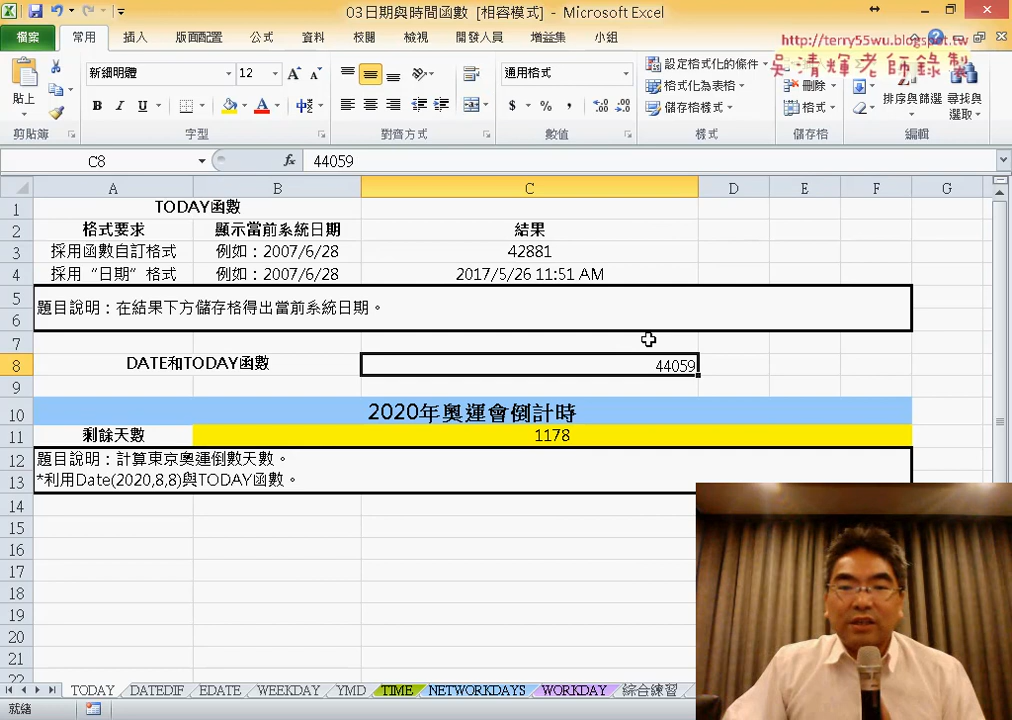 03日期與時間函數 [相容模式] - Microsoft Excel
檔案 常用 插入 版面配置 公式 資料 校閱 檢視 開發人員 增益集 小組
http://terry55wu.blogspot.tw
吳清輝老師錄製
貼上 新細明體 12 通用格式 設定格式化的條件 格式化為表格 儲存格樣式 刪除 格式 排序與篩選 尋找與選取
剪貼簿 字型 對齊方式 數值 樣式 儲存格 編輯
C8 fx 44059
A B C D E F G
1 TODAY函數
2 格式要求 顯示當前系統日期 結果
3 採用函數自訂格式 例如：2007/6/28 42881
4 採用“日期”格式 例如：2007/6/28 2017/5/26 11:51 AM
5 題目說明：在結果下方儲存格得出當前系統日期。
6
7
8 DATE和TODAY函數 44059
9
10 2020年奧運會倒計時
11 剩餘天數 1178
12 題目說明：計算東京奧運倒數天數。
13 *利用Date(2020,8,8)與TODAY函數。
14
15
16
17
18
19
20
21
22
TODAY DATEDIF EDATE WEEKDAY YMD TIME NETWORKDAYS WORKDAY 綜合練習
就緒